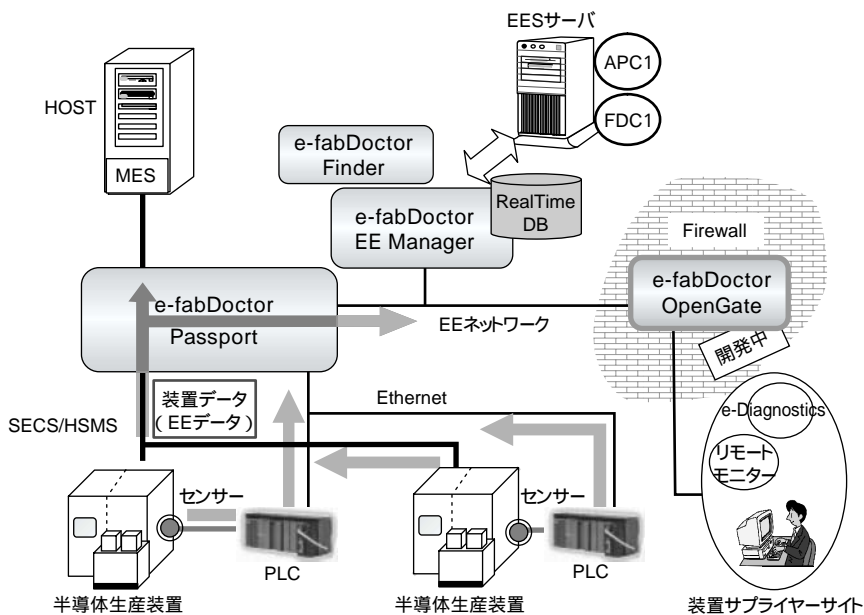 EESサーバ
APC1
FDC1
HOST
MES
e-fabDoctor
Finder
e-fabDoctor
EE Manager
RealTime
DB
Firewall
e-fabDoctor
OpenGate
開発中
e-fabDoctor
Passport
EEネットワーク
装置データ
(EEデータ)
Ethernet
SECS/HSMS
e-Diagnostics
リモート
モニター
センサー
センサー
PLC
PLC
半導体生産装置
半導体生産装置
装置サプライヤーサイト